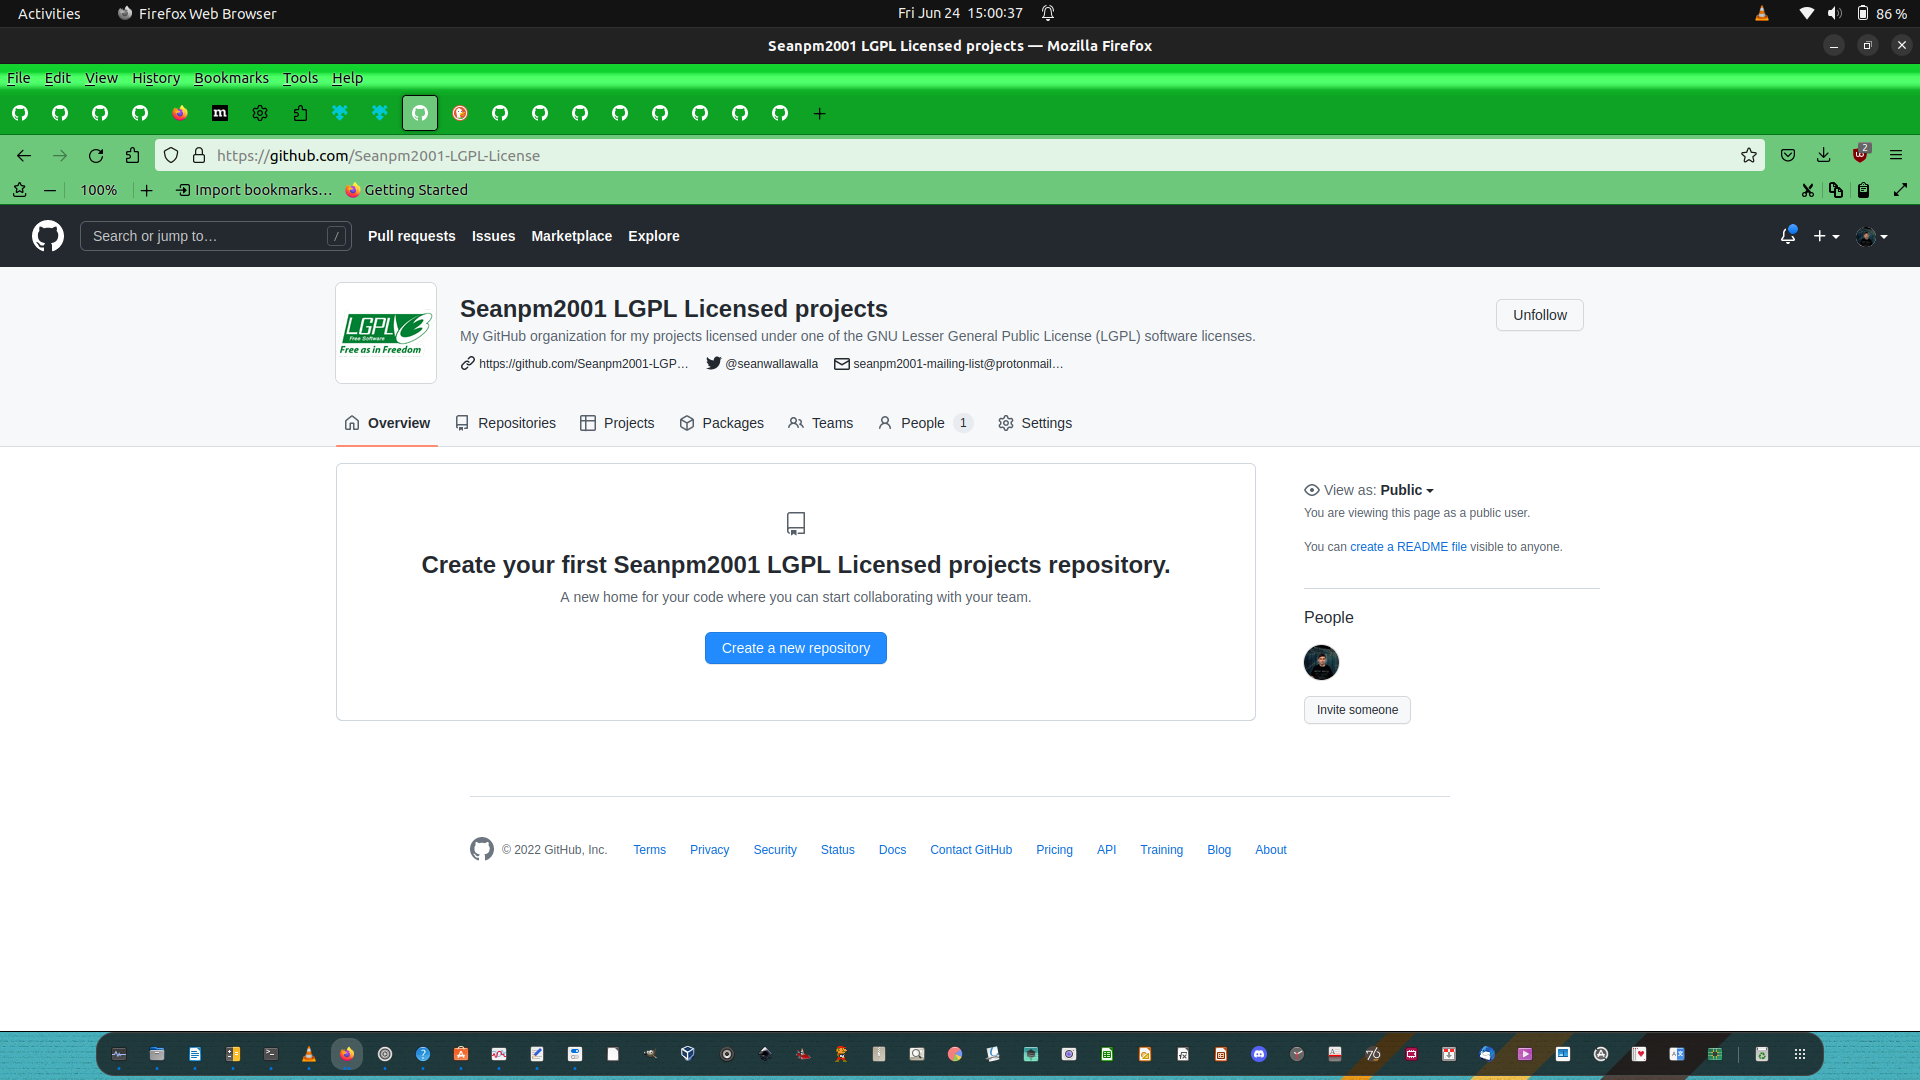 Activities Firefox Web Browser Fri Jun 24 15:00:37 86 %
Seanpm2001 LGPL Licensed projects — Mozilla Firefox
File Edit View History Bookmarks Tools Help
https://github.com/Seanpm2001-LGPL-License 2
100% Import bookmarks… Getting Started
Search or jump to… / Pull requests Issues Marketplace Explore
LGPL 3
Free Software
Free as in Freedom
Seanpm2001 LGPL Licensed projects
My GitHub organization for my projects licensed under one of the GNU Lesser General Public License (LGPL) software licenses.
https://github.com/Seanpm2001-LGP… @seanwallawalla seanpm2001-mailing-list@protonmail…
Unfollow
Overview Repositories Projects Packages Teams People 1 Settings
Create your first Seanpm2001 LGPL Licensed projects repository.
A new home for your code where you can start collaborating with your team.
Create a new repository
View as: Public
You are viewing this page as a public user.
You can create a README file visible to anyone.
People
Invite someone
© 2022 GitHub, Inc. Terms Privacy Security Status Docs Contact GitHub Pricing API Training Blog About
76